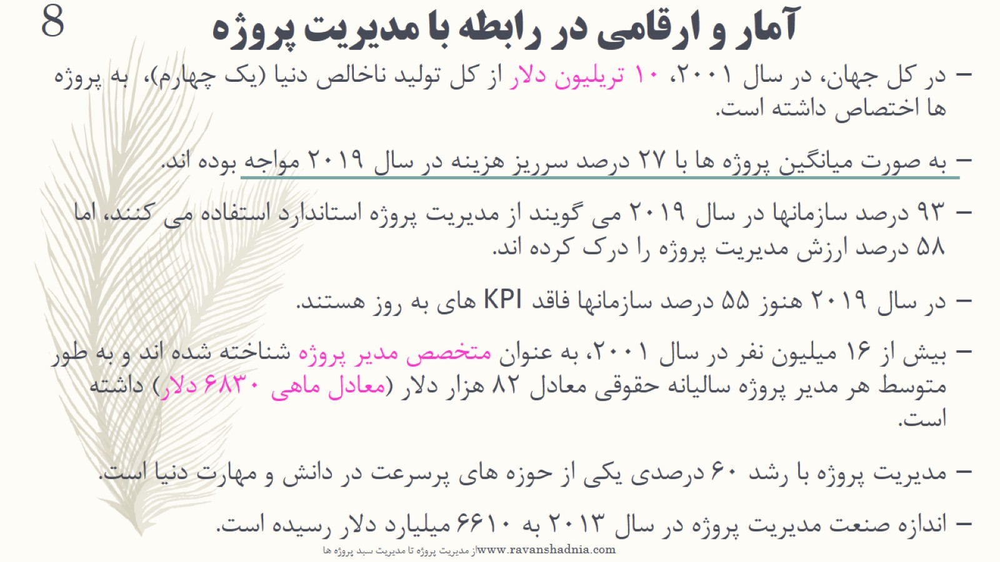 8
آمار و ارقامی در رابطه با مدیریت پروژه
– در کل جهان، در سال ۲۰۰۱، ۱۰ تریلیون دلار از کل تولید ناخالص دنیا (یک چهارم)، به پروژه
ها اختصاص داشته است.
– به صورت میانگین پروژه ها با ۲۷ درصد سرریز هزینه در سال ۲۰۱۹ مواجه بوده اند.
– ۹۳ درصد سازمانها در سال ۲۰۱۹ می گویند از مدیریت پروژه استاندارد استفاده می کنند، اما
۵۸ درصد ارزش مدیریت پروژه را درک کرده اند.
– در سال ۲۰۱۹ هنوز ۵۵ درصد سازمانها فاقد KPI های به روز هستند.
– بیش از ۱۶ میلیون نفر در سال ۲۰۰۱، به عنوان متخصص مدیر پروژه شناخته شده اند و به طور
متوسط هر مدیر پروژه سالیانه حقوقی معادل ۸۲ هزار دلار (معادل ماهی ۶۸۳۰ دلار) داشته
است.
– مدیریت پروژه با رشد ۶۰ درصدی یکی از حوزه های پرسرعت در دانش و مهارت دنیا است.
– اندازه صنعت مدیریت پروژه در سال ۲۰۱۳ به ۶۶۱۰ میلیارد دلار رسیده است.
www.ravanshadnia.comاز مدیریت پروژه تا مدیریت سبد پروژه ها